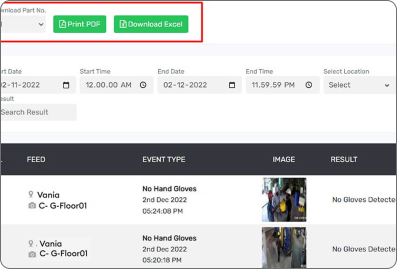 wnload Part No.
Print PDF
Download Excel
rt Date
Start Time
End Date
End Time
Select Location
2-11-2022
12.00.00 AM
02-12-2022
11.59.59 PM
Select
esult
Search Result
FEED
EVENT TYPE
IMAGE
RESULT
Vania
C- G-Floor01
No Hand Gloves
2nd Dec 2022
05:24:08 PM
No Gloves Detecte
Vania
C- G-Floor01
No Hand Gloves
2nd Dec 2022
05:20:18 PM
No Gloves Detecte